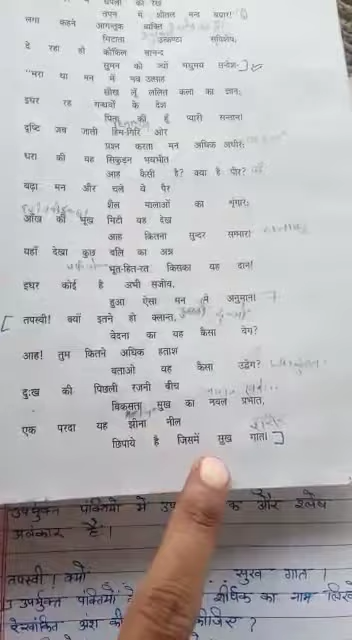 चपला की रेख
तपन में शीतल मन्द बयार!
लगा कहने आगन्तुक व्यक्ति
मिटाता उत्कण्ठा सविशेष,
दे रहा हो कोकिल सानन्द
सुमन को ज्यों मधुमय सन्देश-]
"भरा था मन में नव उत्साह
सीख लूँ ललित कला का ज्ञान;
इधर रह गन्धर्वों के देश
पिता की हूँ प्यारी सन्तान!
दृष्टि जब जाती हिम-गिरि ओर
प्रश्न करता मन अधिक अधीर;
धरा की यह सिकुड़न भयभीत
आह कैसी है? क्या है पीर?
बढ़ा मन और चले ये पैर
शैल मालाओं का शृंगार;
आँख की भूख मिटी यह देख
आह कितना सुन्दर सम्भार!
यहाँ देखा कुछ बलि का अन्न
भूत-हित-रत किसका यह दान!
इधर कोई है अभी सजीव,
हुआ ऐसा मन में अनुमान!
[ तपस्वी! क्यों इतने हो क्लान्त,
वेदना का यह कैसा वेग?
आह! तुम कितने अधिक हताश
बताओ यह कैसा उद्वेग?
दुःख की पिछली रजनी बीच
विकसता सुख का नवल प्रभात,
एक परदा यह झीना नील
छिपाये है जिसमें सुख गात। ]
उपर्युक्त पंक्तियों में और श्लेष
अलंकार है।
तपस्वी! क्यों सुख गात।
उपर्युक्त पंक्तियों शीर्षक का नाम
रेखांकित अंश की कीजिए?